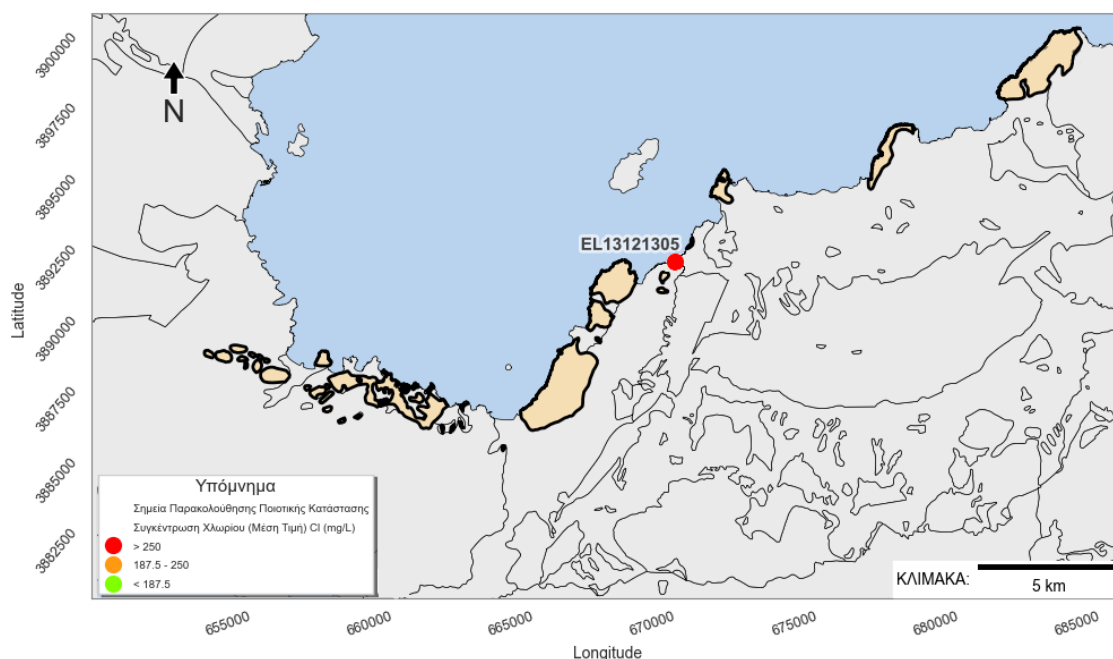 3900000
3897500
3895000
3892500
3890000
3887500
3885000
3882500
Latitude
N
EL13121305
Υπόμνημα
Σημεία Παρακολούθησης Ποιοτικής Κατάστασης
Συγκέντρωση Χλωρίου (Μέση Τιμή) Cl (mg/L)
> 250
187.5 - 250
< 187.5
ΚΛΙΜΑΚΑ:
5 km
655000
660000
665000
670000
675000
680000
685000
Longitude